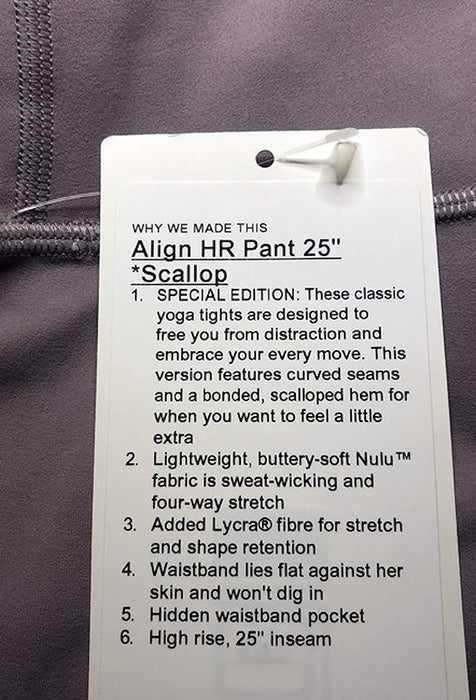 WHY WE MADE THIS
Align HR Pant 25"
*Scallop
1. SPECIAL EDITION: These classic
yoga tights are designed to
free you from distraction and
embrace your every move. This
version features curved seams
and a bonded, scalloped hem for
when you want to feel a little
extra
2. Lightweight, buttery-soft Nulu™
fabric is sweat-wicking and
four-way stretch
3. Added Lycra® fibre for stretch
and shape retention
4. Waistband lies flat against her
skin and won't dig in
5. Hidden waistband pocket
6. High rise, 25" inseam